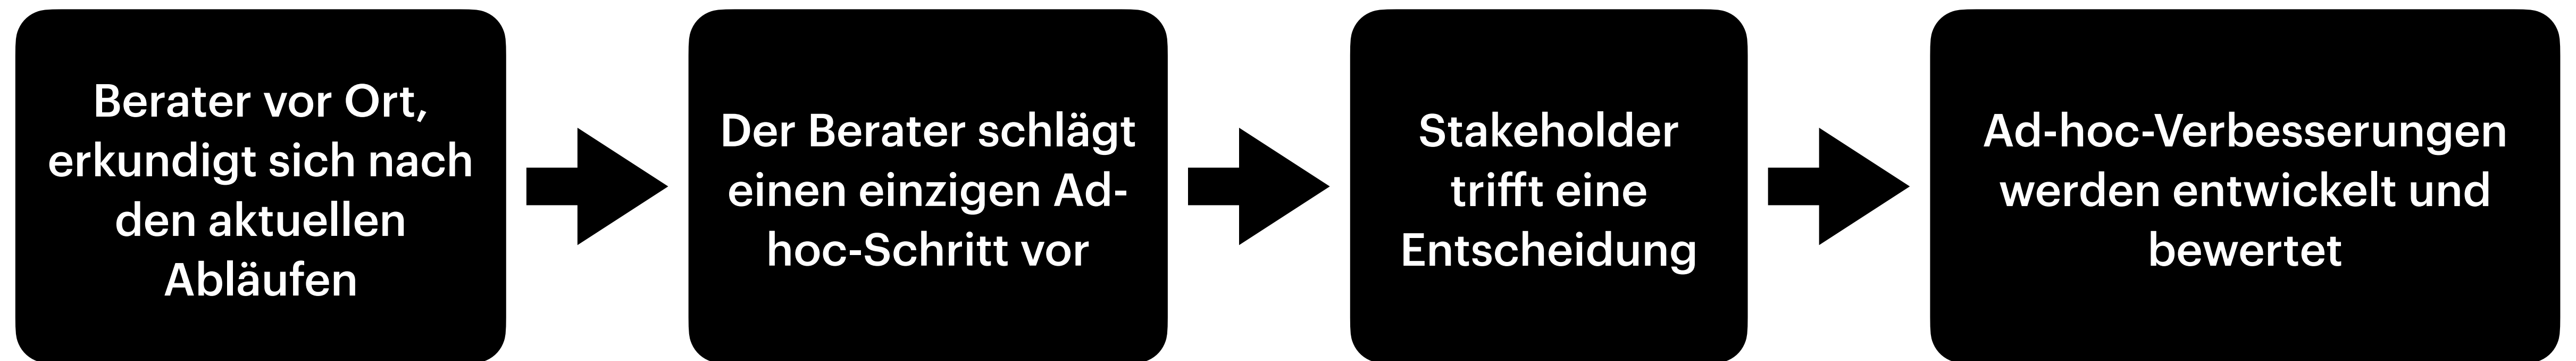 Berater vor Ort,
erkundigt sich nach
den aktuellen
Abläufen
Der Berater schlägt
einen einzigen Ad-
hoc-Schritt vor
Stakeholder
trifft eine
Entscheidung
Ad-hoc-Verbesserungen
werden entwickelt und
bewertet